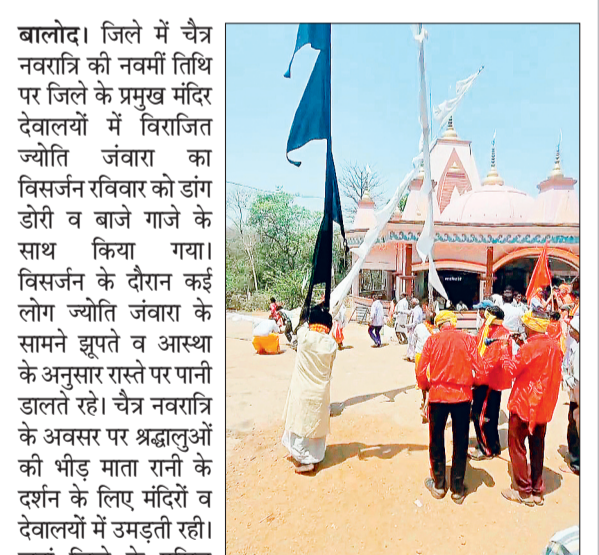 बालोद। जिले में चैत्र
नवरात्रि की नवमीं तिथि
पर जिले के प्रमुख मंदिर
देवालयों में विराजित
ज्योति जंवारा का
विसर्जन रविवार को डांग
डोरी व बाजे गाजे के
साथ किया गया।
विसर्जन के दौरान कई
लोग ज्योति जंवारा के
सामने झूपते व आस्था
के अनुसार रास्ते पर पानी
डालते रहे। चैत्र नवरात्रि
के अवसर पर श्रद्धालुओं
की भीड़ माता रानी के
दर्शन के लिए मंदिरों व
देवालयों में उमड़ती रही।